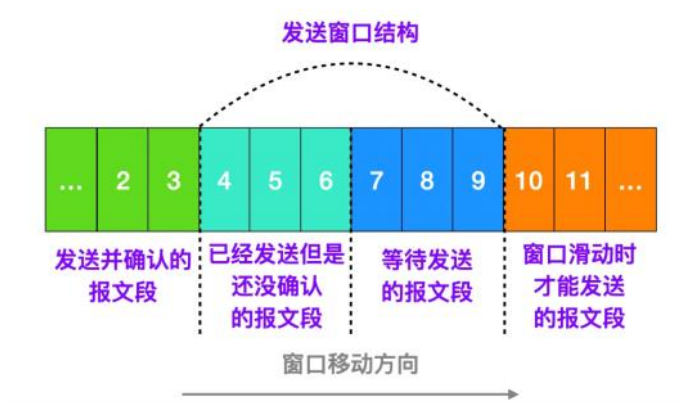 发送窗口结构
... 2 3 4 5 6 7 8 9 10 11 ...
发送并确认的
报文段
已经发送但是
还没确认
的报文段
等待发送
的报文段
窗口滑动时
才能发送
的报文段
窗口移动方向